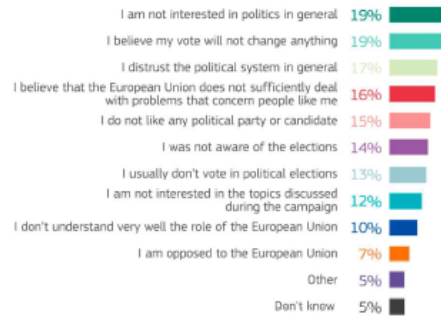 I am not interested in politics in general 19%
I believe my vote will not change anything 19%
I distrust the political system in general 17%
I believe that the European Union does not sufficiently deal
with problems that concern people like me 16%
I do not like any political party or candidate 15%
I was not aware of the elections 14%
I usually don't vote in political elections 13%
I am not interested in the topics discussed
during the campaign 12%
I don't understand very well the role of the European Union 10%
I am opposed to the European Union 7%
Other 5%
Don't know 5%